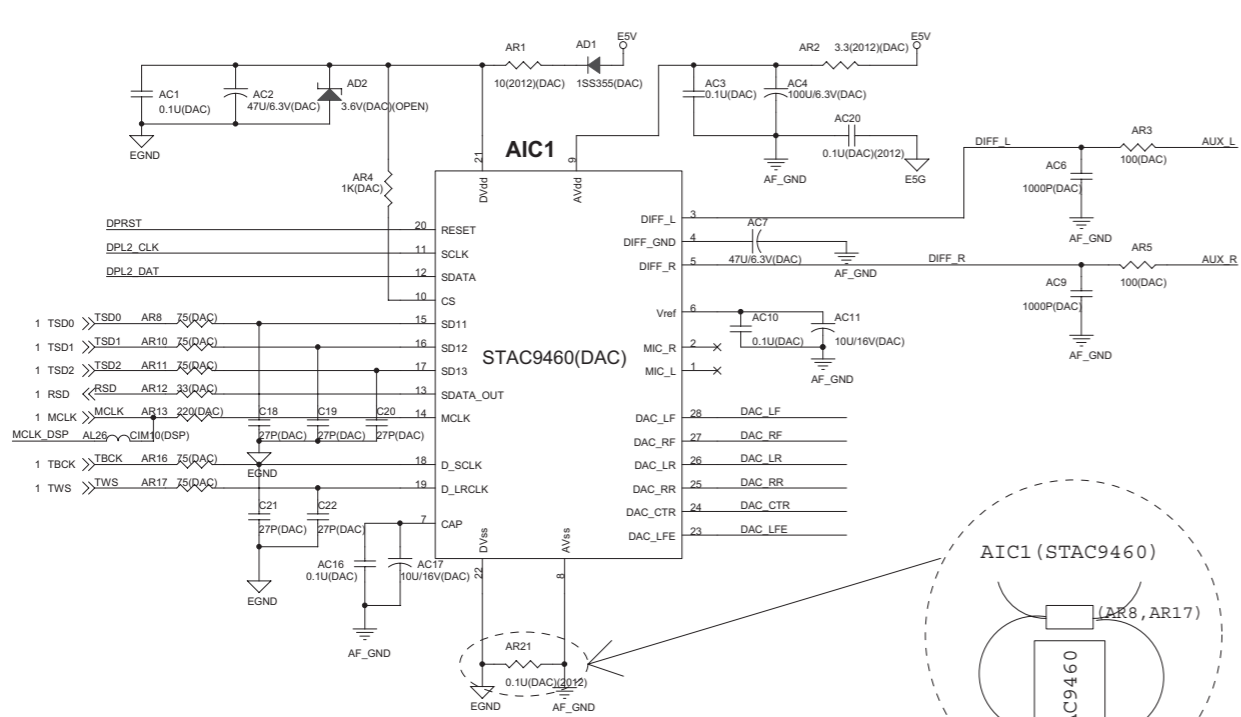 E5V
E5V
AR1
AD1
AR2
3.3(2012)(DAC)
10(2012)(DAC)
1SS355(DAC)
AC1
0.1U(DAC)
AC2
47U/6.3V(DAC)
AD2
3.6V(DAC)(OPEN)
AC3
0.1U(DAC)
AC4
100U/6.3V(DAC)
AC20
0.1U(DAC)(2012)
EGND
AF_GND
E5G
AIC1
21
DVdd
9
AVdd
AR4
1K(DAC)
DIFF_L
AR3
AUX_L
100(DAC)
AC6
1000P(DAC)
AF_GND
DPRST
20
RESET
DPL2_CLK
11
SCLK
DPL2_DAT
12
SDATA
10
CS
DIFF_L
3
DIFF_GND
4
DIFF_R
5
AC7
47U/6.3V(DAC)
AF_GND
DIFF_R
AR5
AUX_R
100(DAC)
AC9
1000P(DAC)
AF_GND
1 TSD0
TSD0
AR8
75(DAC)
15
SD11
1 TSD1
TSD1
AR10
75(DAC)
16
SD12
1 TSD2
TSD2
AR11
75(DAC)
17
SD13
1 RSD
RSD
AR12
33(DAC)
13
SDATA_OUT
1 MCLK
MCLK
AR13
220(DAC)
14
MCLK
MCLK_DSP
AL26
CIM10(DSP)
C18
27P(DAC)
C19
27P(DAC)
C20
27P(DAC)
EGND
1 TBCK
TBCK
AR16
75(DAC)
18
D_SCLK
1 TWS
TWS
AR17
75(DAC)
19
D_LRCLK
C21
27P(DAC)
C22
27P(DAC)
EGND
7
CAP
AC16
0.1U(DAC)
AC17
10U/16V(DAC)
AF_GND
STAC9460(DAC)
Vref
6
AC10
0.1U(DAC)
AC11
10U/16V(DAC)
AF_GND
MIC_R
2
MIC_L
1
DAC_LF
28
DAC_LF
DAC_RF
27
DAC_RF
DAC_LR
26
DAC_LR
DAC_RR
25
DAC_RR
DAC_CTR
24
DAC_CTR
DAC_LFE
23
DAC_LFE
DVss
22
AVss
8
AR21
0.1U(DAC)(2012)
EGND
AF_GND
AIC1(STAC9460)
(AR8,AR17)